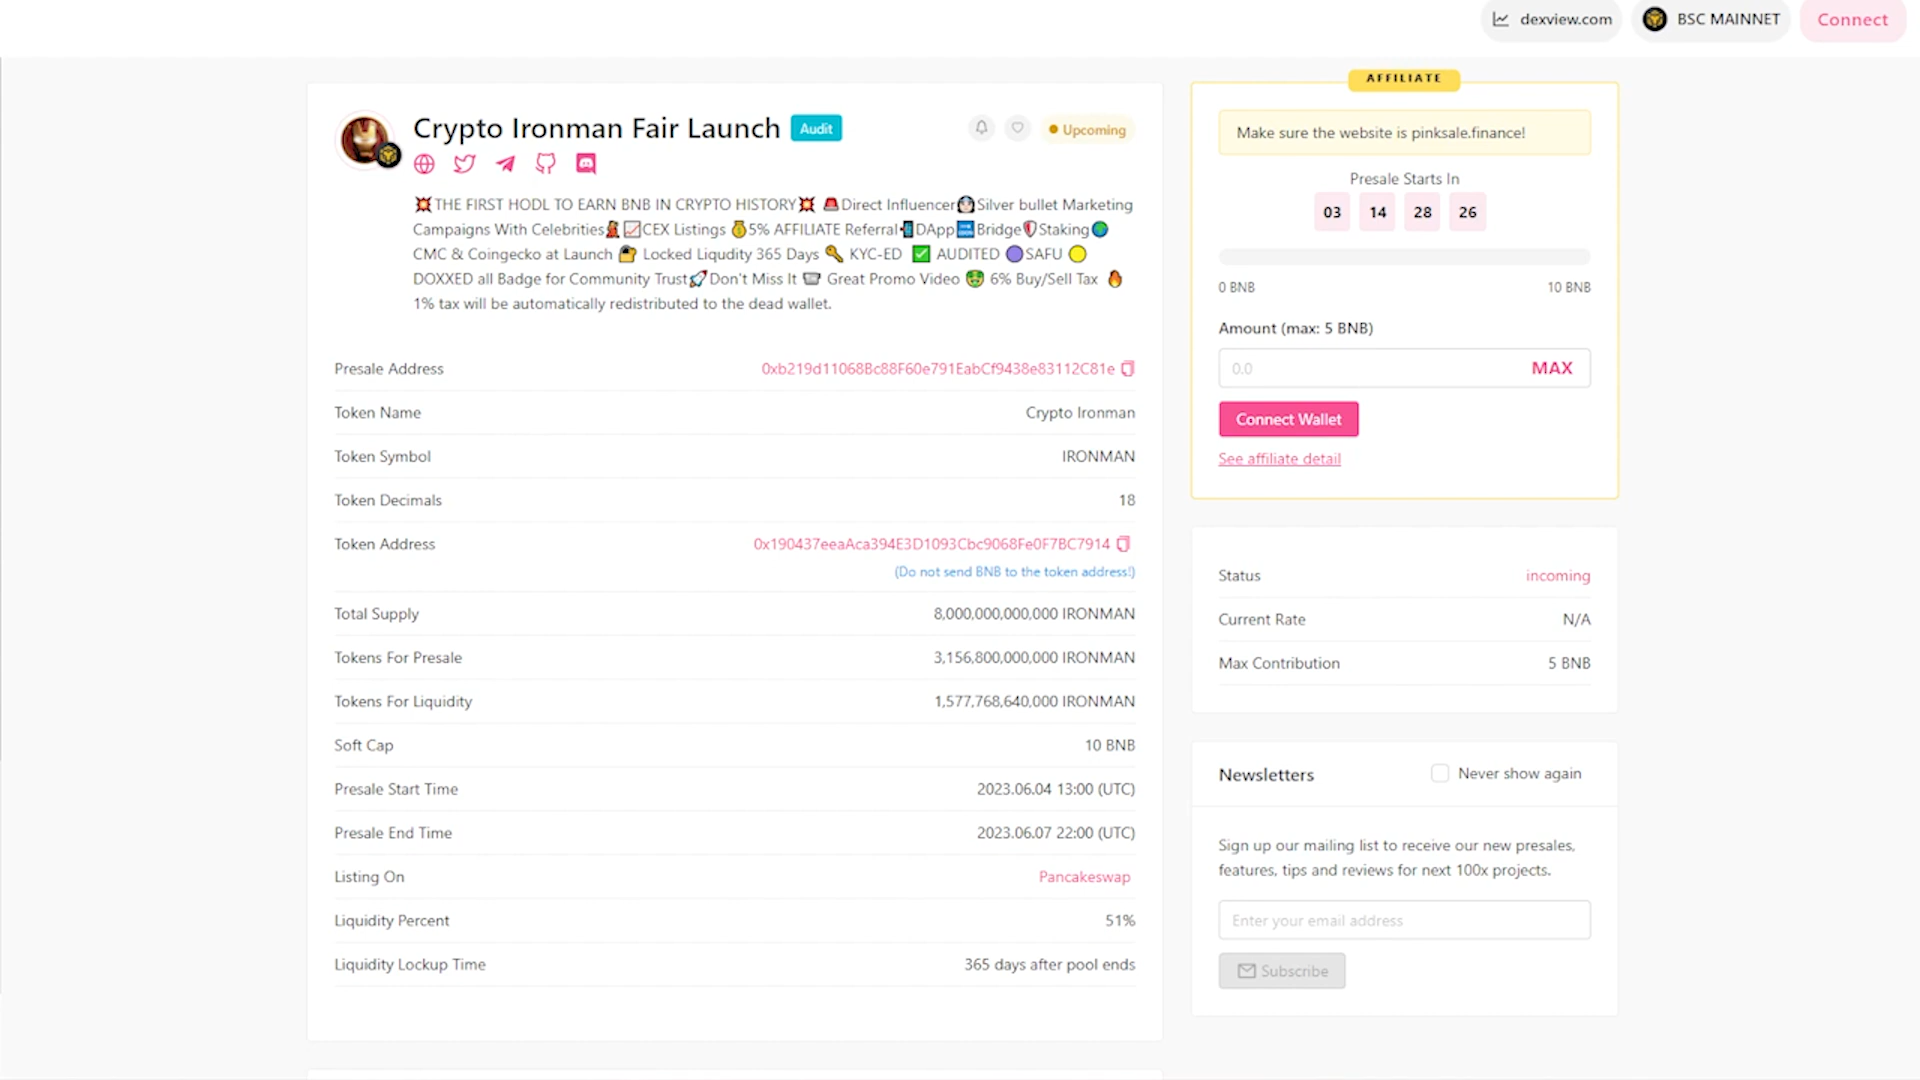 dexview.com
BSC MAINNET
Connect
Crypto Ironman Fair Launch
Audit
Upcoming
💥THE FIRST HODL TO EARN BNB IN CRYPTO HISTORY💥 🚨Direct Influencer Silver bullet Marketing
Campaigns With Celebrities 📈CEX Listings 💰5% AFFILIATE Referral📲DApp Bridge🛡Staking🌏
CMC & Coingecko at Launch 🔐 Locked Liqudity 365 Days 🔑 KYC-ED ✅ AUDITED 🟣SAFU 🟡
DOXXED all Badge for Community Trust🚀Don't Miss It Great Promo Video 🤑 6% Buy/Sell Tax 🔥
1% tax will be automatically redistributed to the dead wallet.
Presale Address
0xb219d11068Bc88F60e791EabCf9438e83112C81e
Token Name
Crypto Ironman
Token Symbol
IRONMAN
Token Decimals
18
Token Address
0x190437eeaAca394E3D1093Cbc9068Fe0F7BC7914
(Do not send BNB to the token address!)
Total Supply
8,000,000,000,000 IRONMAN
Tokens For Presale
3,156,800,000,000 IRONMAN
Tokens For Liquidity
1,577,768,640,000 IRONMAN
Soft Cap
10 BNB
Presale Start Time
2023.06.04 13:00 (UTC)
Presale End Time
2023.06.07 22:00 (UTC)
Listing On
Pancakeswap
Liquidity Percent
51%
Liquidity Lockup Time
365 days after pool ends
AFFILIATE
Make sure the website is pinksale.finance!
Presale Starts In
03 14 28 26
0 BNB
10 BNB
Amount (max: 5 BNB)
0.0
MAX
Connect Wallet
See affiliate detail
Status
incoming
Current Rate
N/A
Max Contribution
5 BNB
Newsletters
Never show again
Sign up our mailing list to receive our new presales,
features, tips and reviews for next 100x projects.
Enter your email address
Subscribe